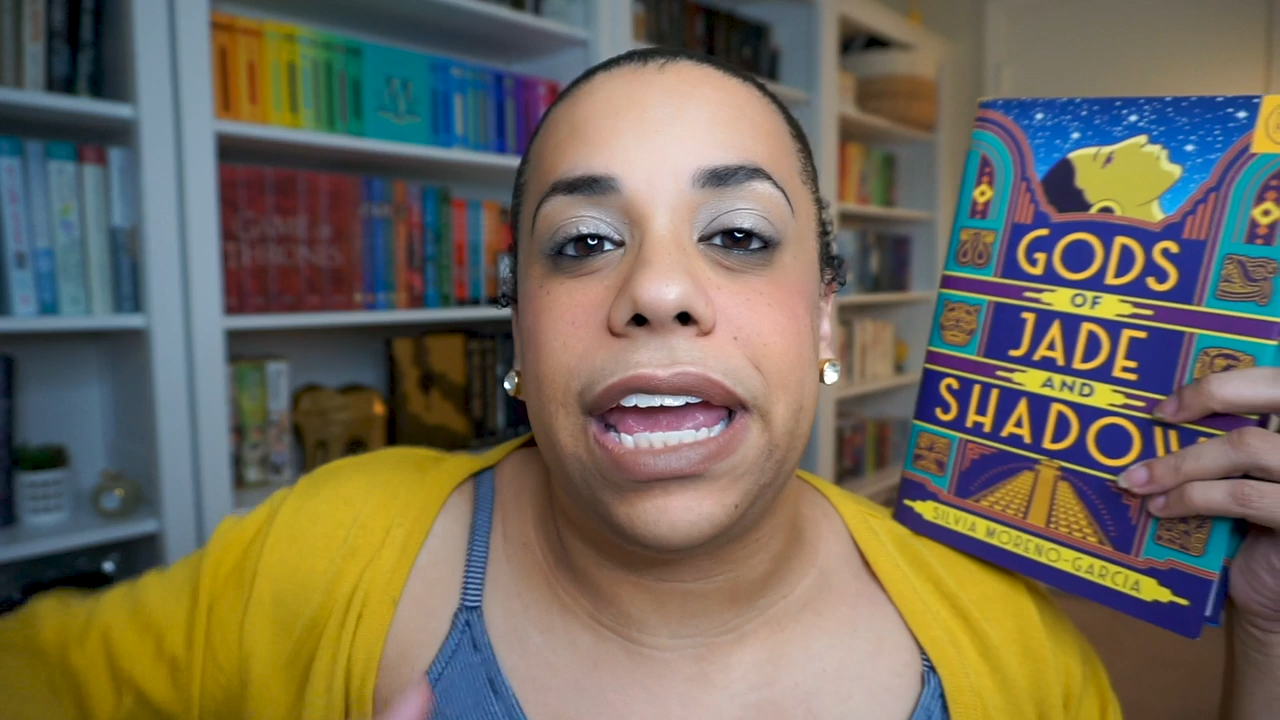 GAME OF
THRONES
GODS
OF
JADE
AND
SHADOW
SILVIA MORENO-GARCIA